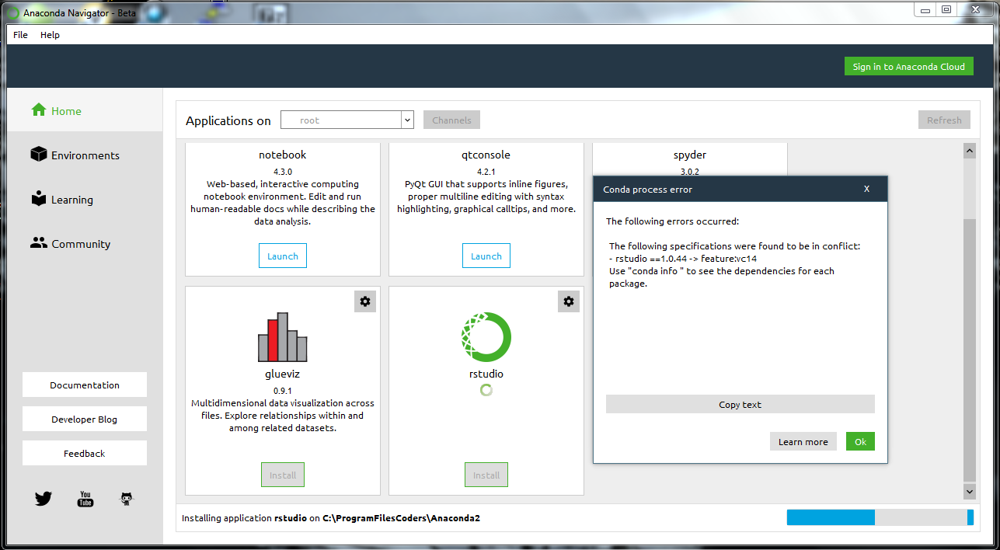 Anaconda Navigator - Beta
File Help
Sign in to Anaconda Cloud
Home
Environments
Learning
Community
Documentation
Developer Blog
Feedback
You
Tube
Applications on root Channels Refresh
notebook
4.3.0
Web-based, interactive computing
notebook environment. Edit and run
human-readable docs while describing the
data analysis.
Launch
qtconsole
4.2.1
PyQt GUI that supports inline figures,
proper multiline editing with syntax
highlighting, graphical calltips, and more.
Launch
spyder
3.0.2
glueviz
0.9.1
Multidimensional data visualization across
files. Explore relationships within and
among related datasets.
Install
rstudio
Install
Conda process error X
The following errors occurred:
The following specifications were found to be in conflict:
- rstudio ==1.0.44 -> feature:vc14
Use "conda info " to see the dependencies for each
package.
Copy text
Learn more Ok
Installing application rstudio on C:\ProgramFilesCoders\Anaconda2